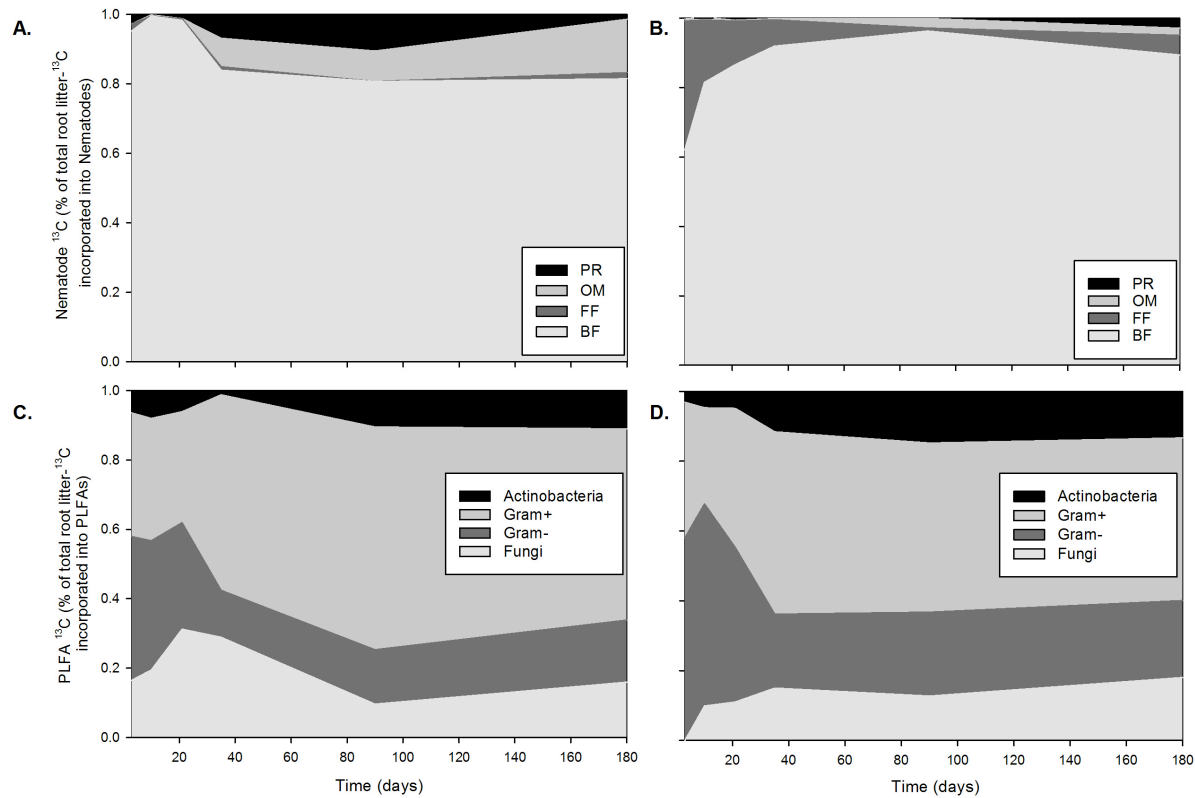 A.
Nematode ¹³C (% of total root litter-¹³C
incorporated into Nematodes)
1.0
0.8
0.6
0.4
0.2
0.0
PR
OM
FF
BF
B.
PR
OM
FF
BF
C.
PLFA ¹³C (% of total root litter-¹³C
incorporated into PLFAs)
1.0
0.8
0.6
0.4
0.2
0.0
Actinobacteria
Gram+
Gram-
Fungi
20 40 60 80 100 120 140 160 180
Time (days)
D.
Actinobacteria
Gram+
Gram-
Fungi
20 40 60 80 100 120 140 160 180
Time (days)